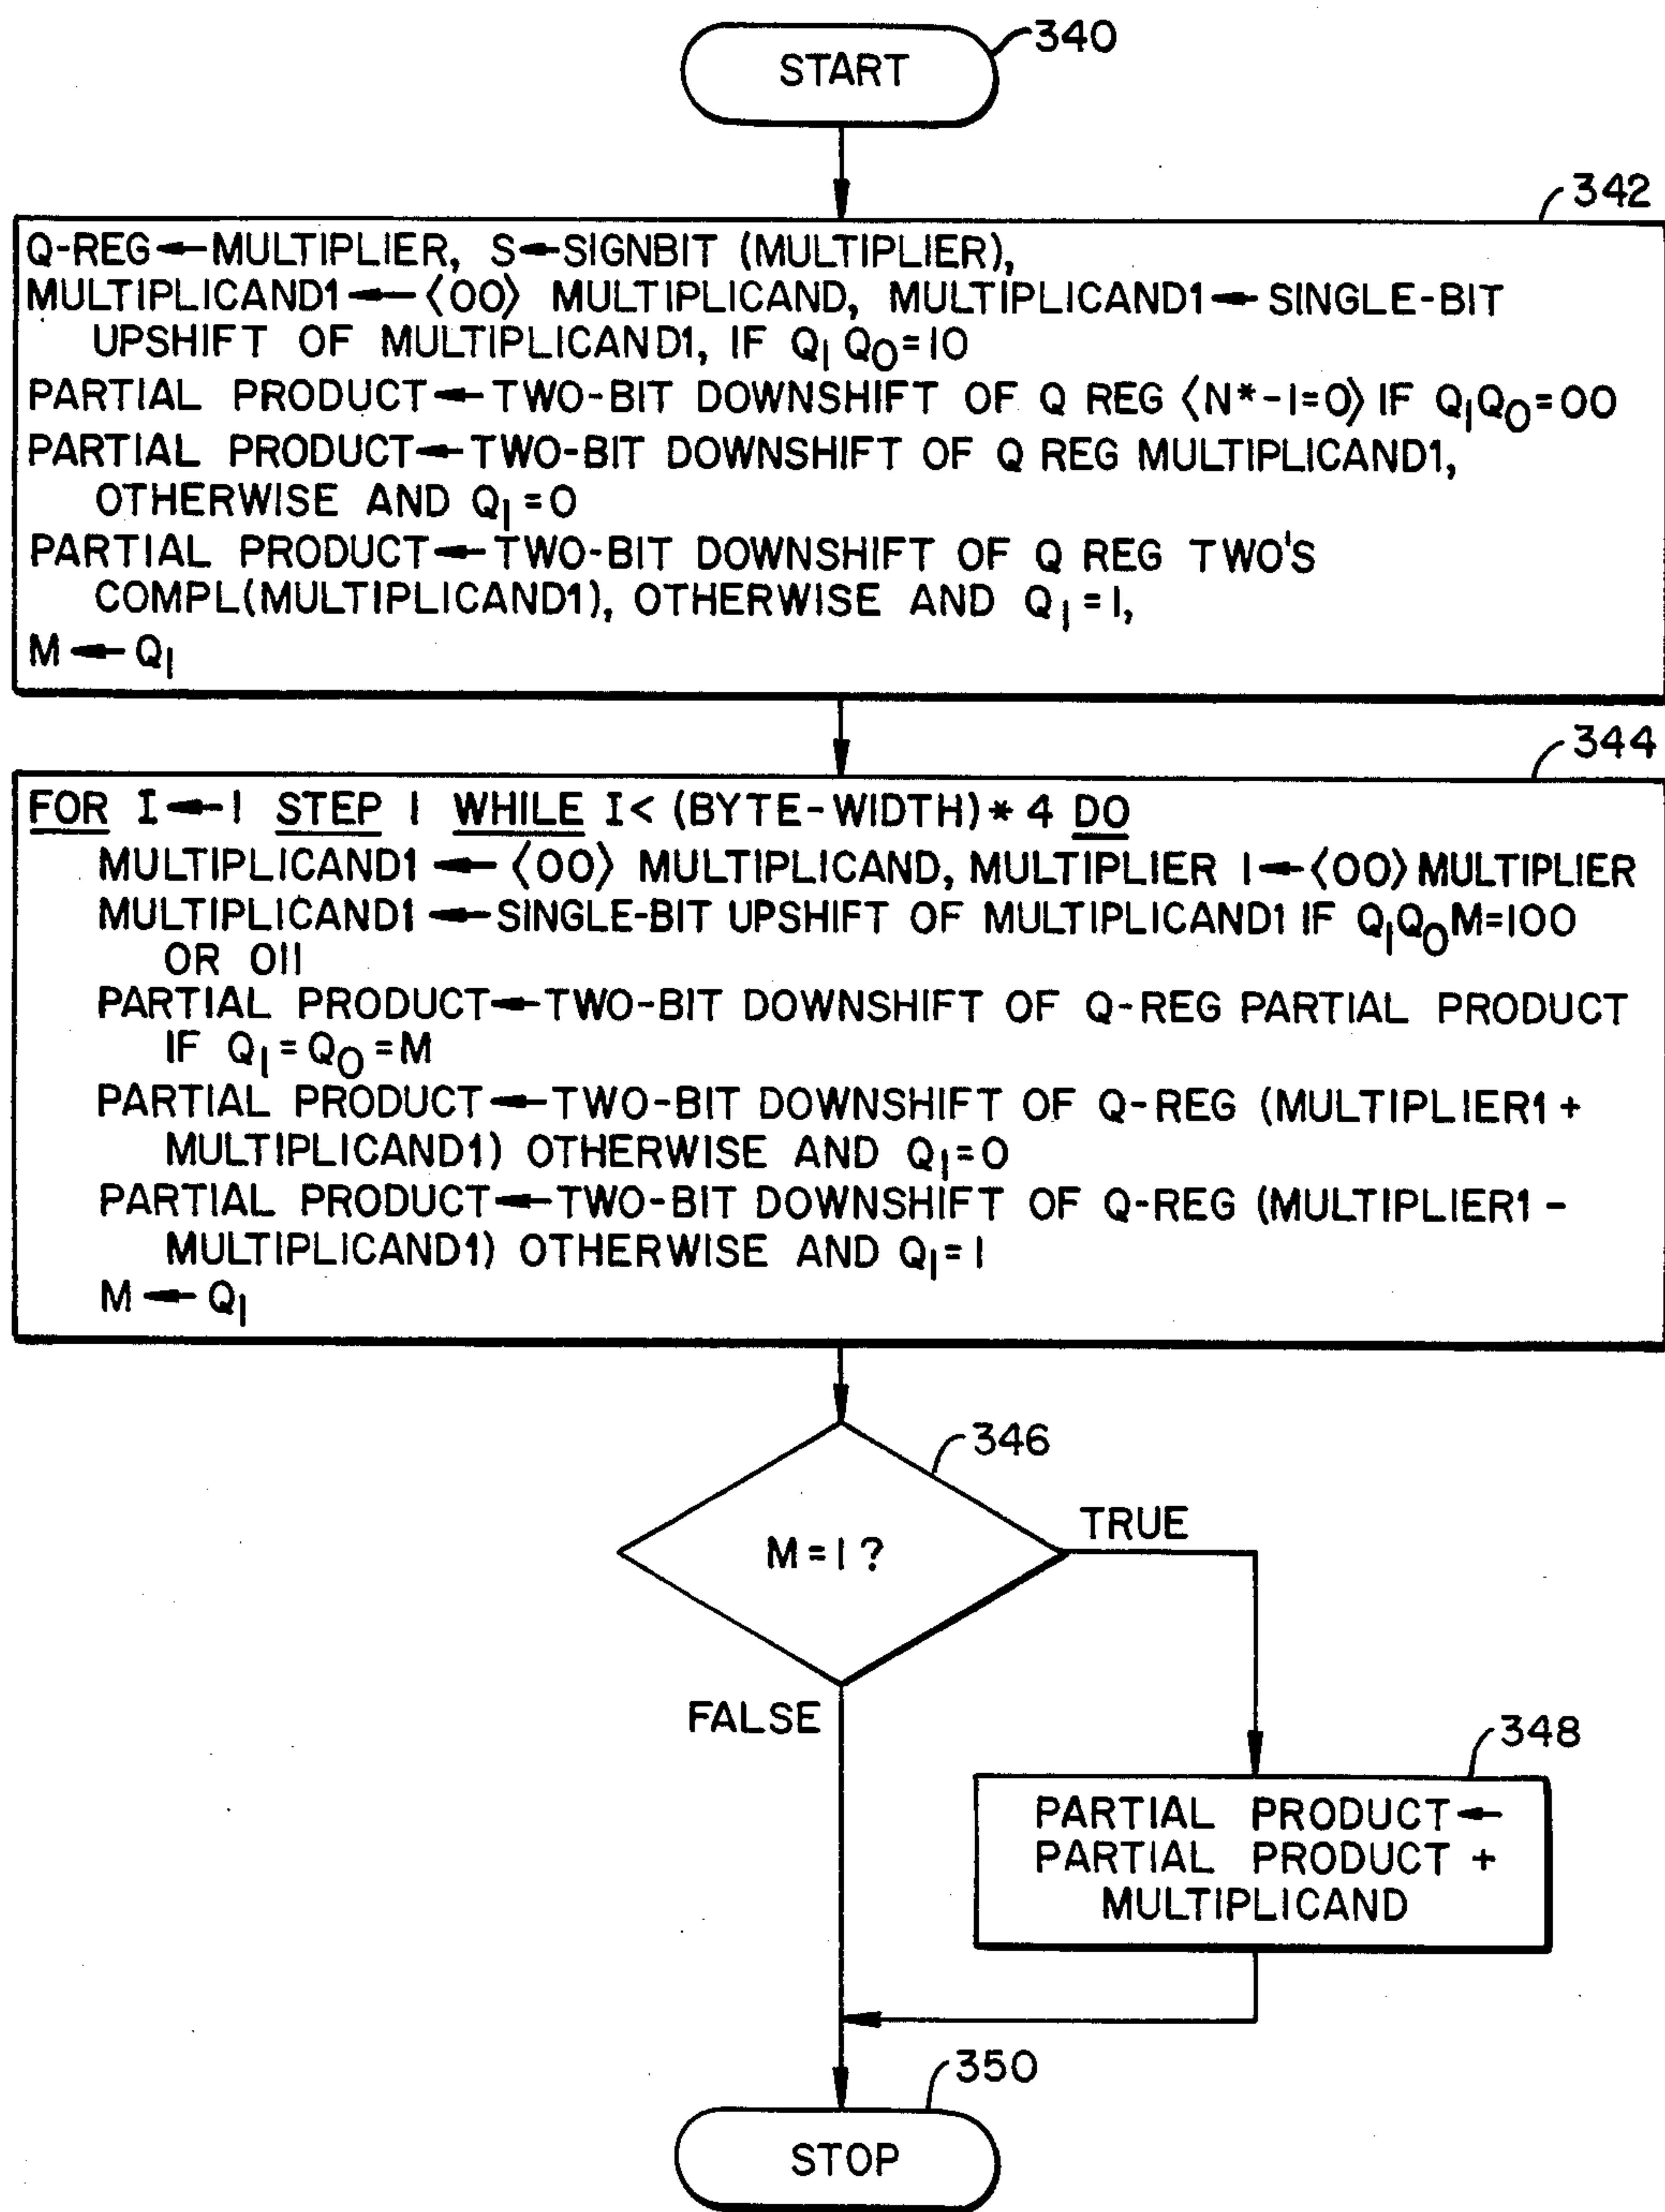 340
START
342
Q-REG←MULTIPLIER, S←SIGNBIT (MULTIPLIER),
MULTIPLICAND1←⟨00⟩ MULTIPLICAND, MULTIPLICAND1←SINGLE-BIT
UPSHIFT OF MULTIPLICAND1, IF Q₁Q₀=10
PARTIAL PRODUCT←TWO-BIT DOWNSHIFT OF Q REG ⟨N*-1=0⟩ IF Q₁Q₀=00
PARTIAL PRODUCT←TWO-BIT DOWNSHIFT OF Q REG MULTIPLICAND1,
OTHERWISE AND Q₁=0
PARTIAL PRODUCT←TWO-BIT DOWNSHIFT OF Q REG TWO'S
COMPL(MULTIPLICAND1), OTHERWISE AND Q₁=1,
M←Q₁
344
FOR I←1 STEP 1 WHILE I< (BYTE-WIDTH)*4 DO
MULTIPLICAND1←⟨00⟩ MULTIPLICAND, MULTIPLIER 1←⟨00⟩MULTIPLIER
MULTIPLICAND1←SINGLE-BIT UPSHIFT OF MULTIPLICAND1 IF Q₁Q₀M=100
OR 011
PARTIAL PRODUCT←TWO-BIT DOWNSHIFT OF Q-REG PARTIAL PRODUCT
IF Q₁=Q₀=M
PARTIAL PRODUCT←TWO-BIT DOWNSHIFT OF Q-REG (MULTIPLIER1 +
MULTIPLICAND1) OTHERWISE AND Q₁=0
PARTIAL PRODUCT←TWO-BIT DOWNSHIFT OF Q-REG (MULTIPLIER1 -
MULTIPLICAND1) OTHERWISE AND Q₁=1
M←Q₁
346
M=1?
TRUE
FALSE
348
PARTIAL PRODUCT←
PARTIAL PRODUCT +
MULTIPLICAND
350
STOP